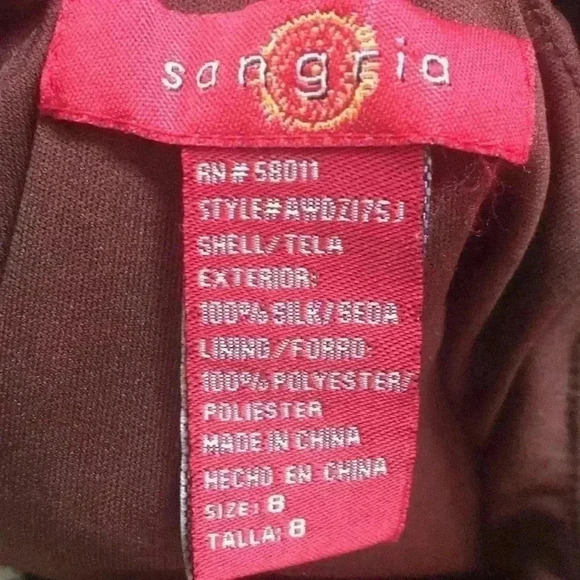 sangria
RN# 58011
STYLE# AWDZ175J
SHELL/TELA
EXTERIOR:
100% SILK/SEDA
LINING/FORRO:
100% POLYESTER/
POLIESTER
MADE IN CHINA
HECHO EN CHINA
SIZE: 8
TALLA: 8